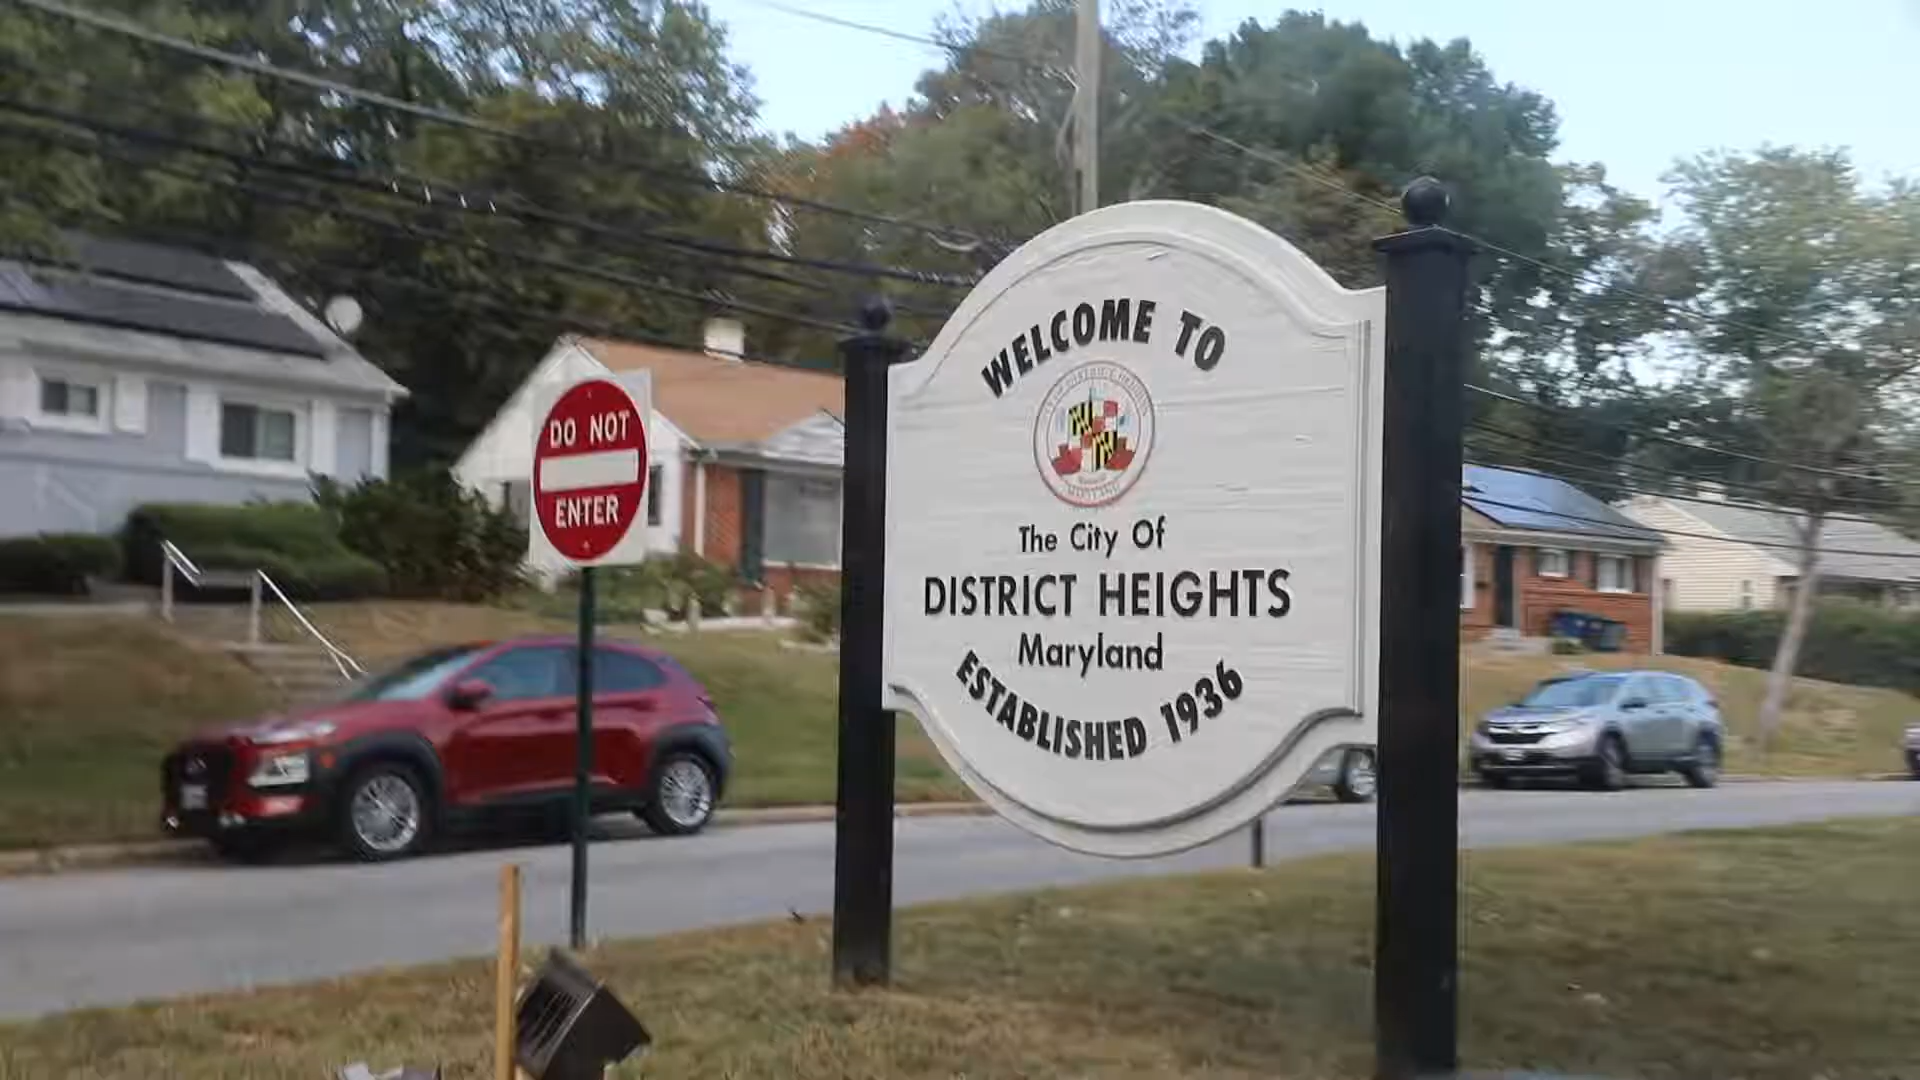 WELCOME TO
The City Of
DISTRICT HEIGHTS
Maryland
ESTABLISHED 1936
DO NOT
ENTER